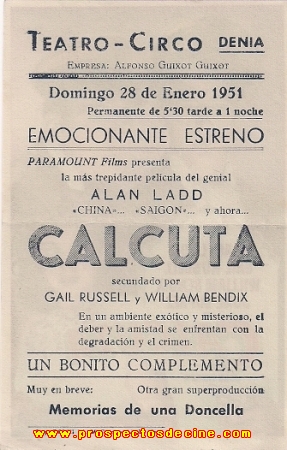 TEATRO-CIRCO DENIA
EMPRESA: ALFONSO GUIXOT GUIXOT
Domingo 28 de Enero 1951
Permanente de 5'30 tarde a 1 noche
EMOCIONANTE ESTRENO
PARAMOUNT Films presenta
la más trepidante película del genial
ALAN LADD
«CHINA»... «SAIGON»... y ahora...
CALCUTA
secundado por
GAIL RUSSELL y WILLIAM BENDIX
En un ambiente exótico y misterioso, el
deber y la amistad se enfrentan con la
degradación y el crimen.
UN BONITO COMPLEMENTO
Muy en breve: Otra gran superproducción
Memorias de una Doncella
www.prospectosdecine.com